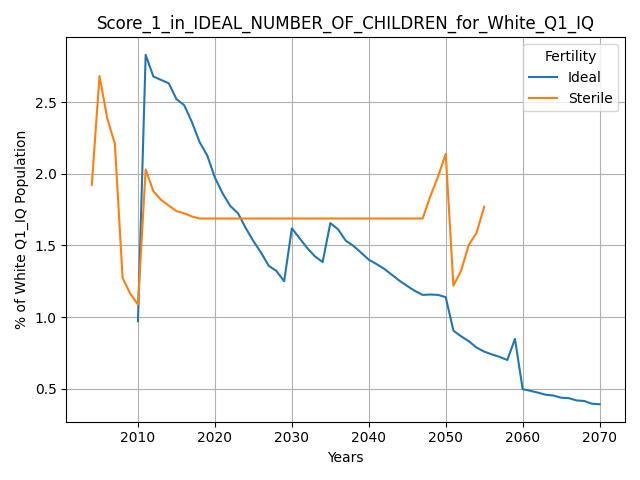 Score_1_in_IDEAL_NUMBER_OF_CHILDREN_for_White_Q1_IQ
Fertility
Ideal
Sterile
% of White Q1_IQ Population
2.5
2.0
1.5
1.0
0.5
2010 2020 2030 2040 2050 2060 2070
Years